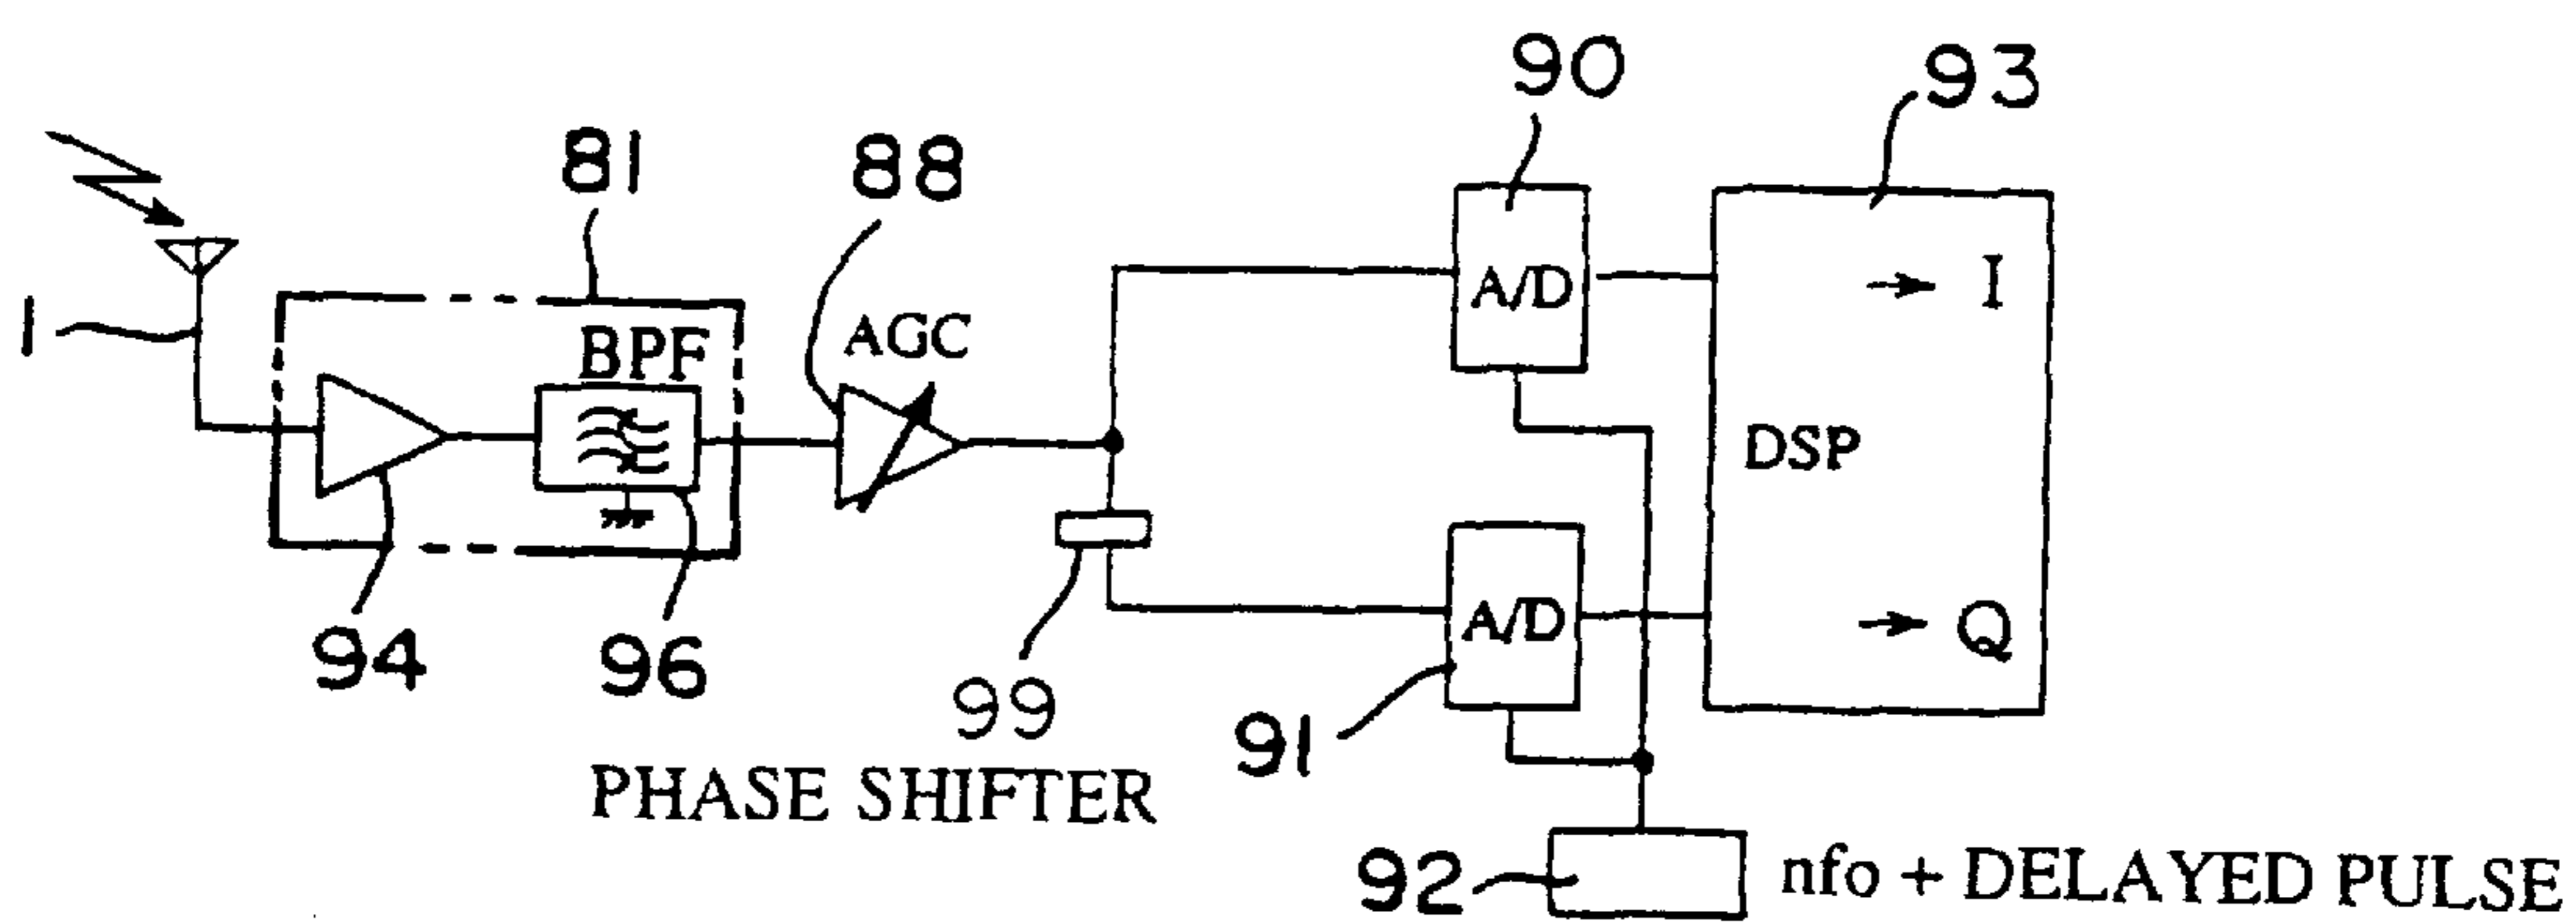 90
93
81
88
A/D
I
1
BPF
AGC
DSP
94
96
99
A/D
Q
91
PHASE SHIFTER
92
nfo + DELAYED PULSE